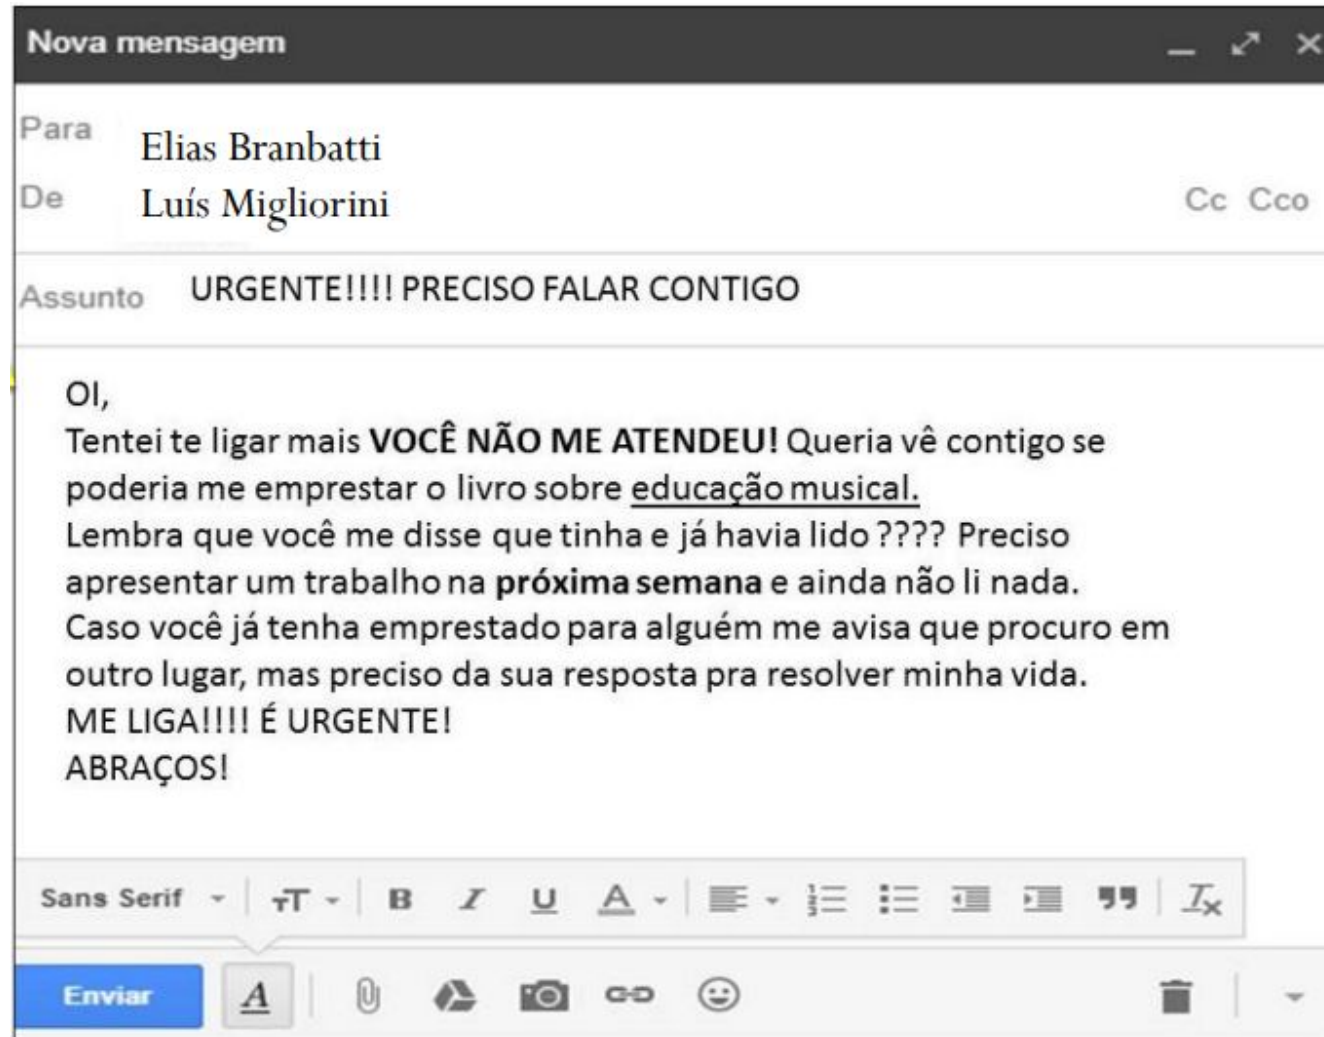 Nova mensagem
Para Elias Branbatti
De Luís Migliorini Cc Cco
Assunto URGENTE!!!! PRECISO FALAR CONTIGO
OI,
Tentei te ligar mais VOCÊ NÃO ME ATENDEU! Queria vê contigo se
poderia me emprestar o livro sobre educação musical.
Lembra que você me disse que tinha e já havia lido ???? Preciso
apresentar um trabalho na próxima semana e ainda não li nada.
Caso você já tenha emprestado para alguém me avisa que procuro em
outro lugar, mas preciso da sua resposta pra resolver minha vida.
ME LIGA!!!! É URGENTE!
ABRAÇOS!
Sans Serif
Enviar